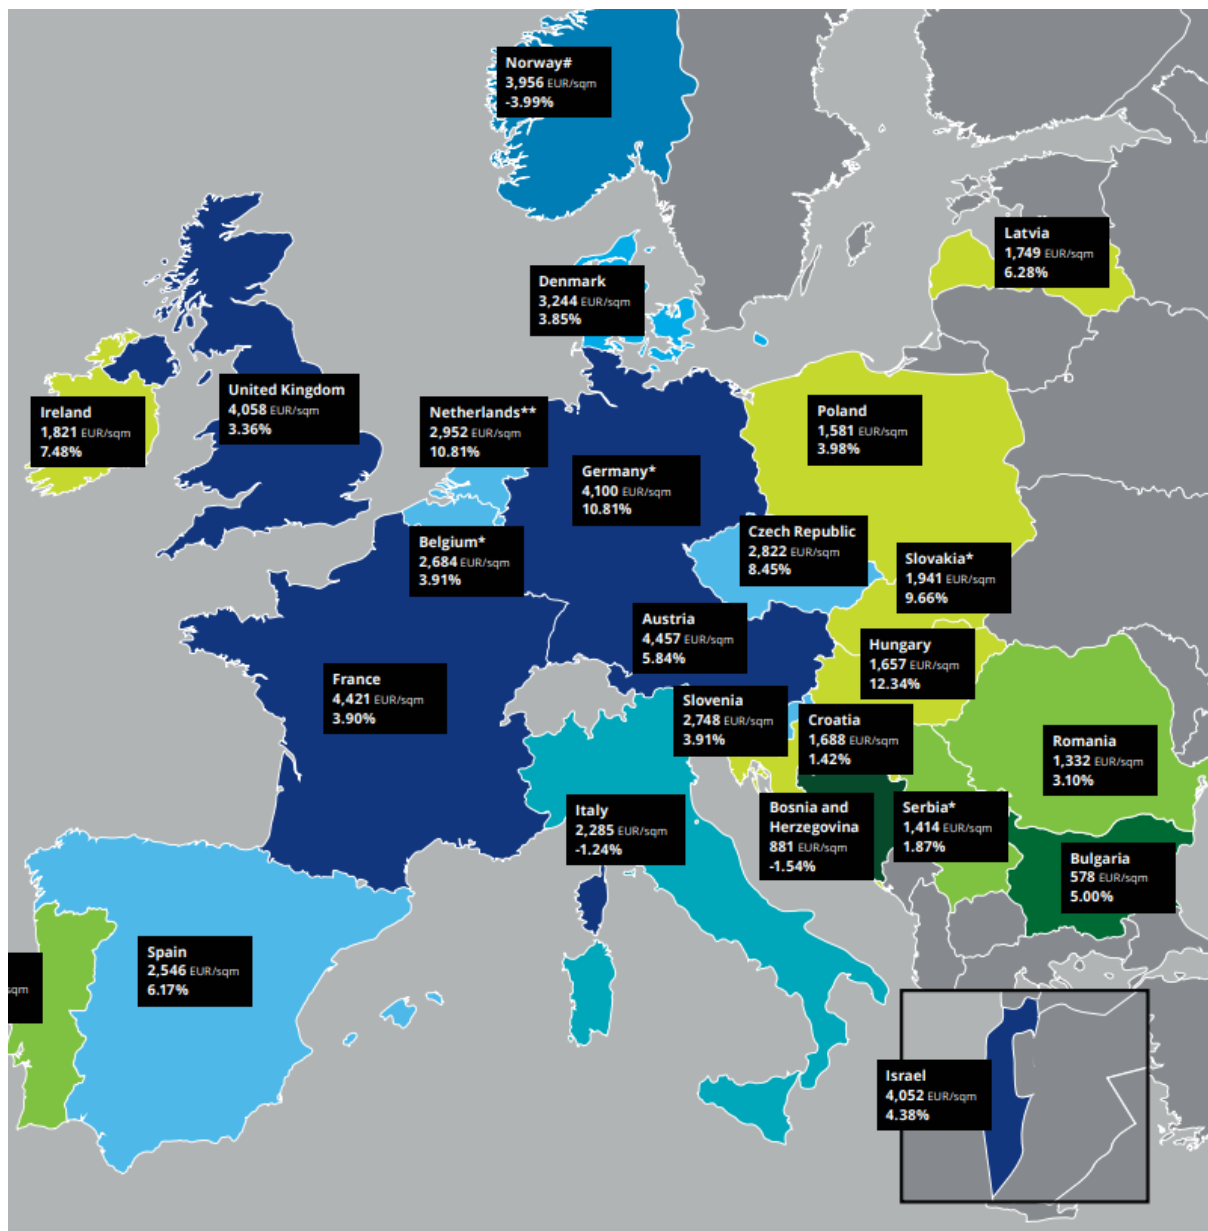 Norway#
3,956 EUR/sqm
-3.99%
Latvia
1,749 EUR/sqm
6.28%
Denmark
3,244 EUR/sqm
3.85%
United Kingdom
4,058 EUR/sqm
3.36%
Ireland
1,821 EUR/sqm
7.48%
Netherlands**
2,952 EUR/sqm
10.81%
Poland
1,581 EUR/sqm
3.98%
Germany*
4,100 EUR/sqm
10.81%
Belgium*
2,684 EUR/sqm
3.91%
Czech Republic
2,822 EUR/sqm
8.45%
Slovakia*
1,941 EUR/sqm
9.66%
Austria
4,457 EUR/sqm
5.84%
Hungary
1,657 EUR/sqm
12.34%
France
4,421 EUR/sqm
3.90%
Slovenia
2,748 EUR/sqm
3.91%
Croatia
1,688 EUR/sqm
1.42%
Romania
1,332 EUR/sqm
3.10%
Italy
2,285 EUR/sqm
-1.24%
Bosnia and
Herzegovina
881 EUR/sqm
-1.54%
Serbia*
1,414 EUR/sqm
1.87%
Bulgaria
578 EUR/sqm
5.00%
Spain
2,546 EUR/sqm
6.17%
Israel
4,052 EUR/sqm
4.38%